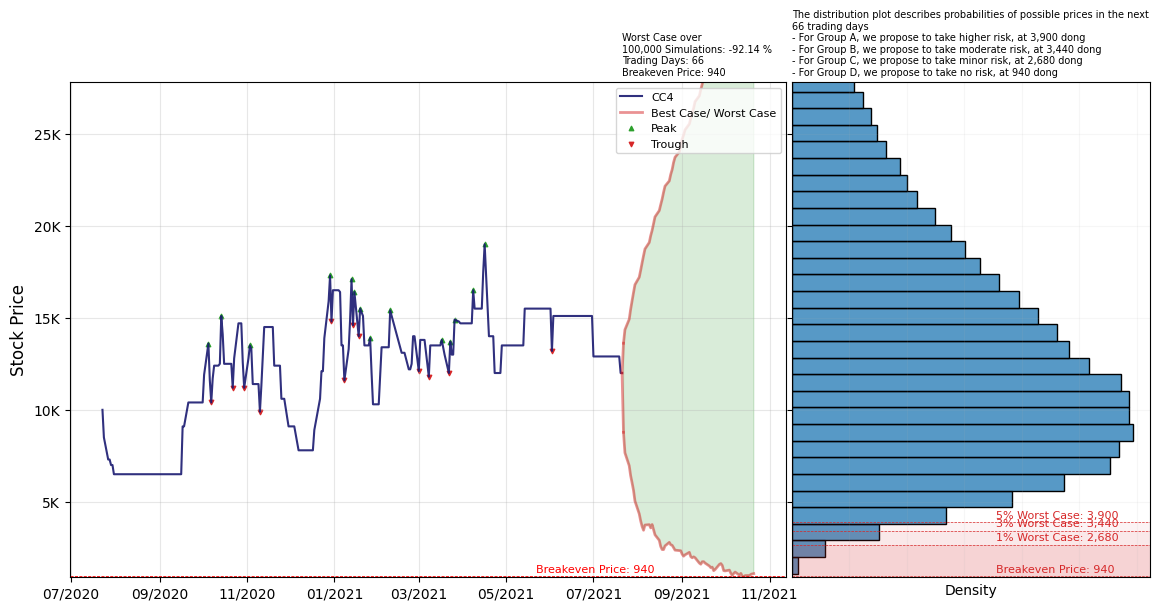 The distribution plot describes probabilities of possible prices in the next
66 trading days
- For Group A, we propose to take higher risk, at 3,900 dong
- For Group B, we propose to take moderate risk, at 3,440 dong
- For Group C, we propose to take minor risk, at 2,680 dong
- For Group D, we propose to take no risk, at 940 dong
Worst Case over
100,000 Simulations: -92.14 %
Trading Days: 66
Breakeven Price: 940
CC4
Best Case/ Worst Case
Peak
Trough
Stock Price
25K
20K
15K
10K
5K
5% Worst Case: 3,900
3% Worst Case: 3,440
1% Worst Case: 2,680
Breakeven Price: 940
Breakeven Price: 940
07/2020
09/2020
11/2020
01/2021
03/2021
05/2021
07/2021
09/2021
11/2021
Density